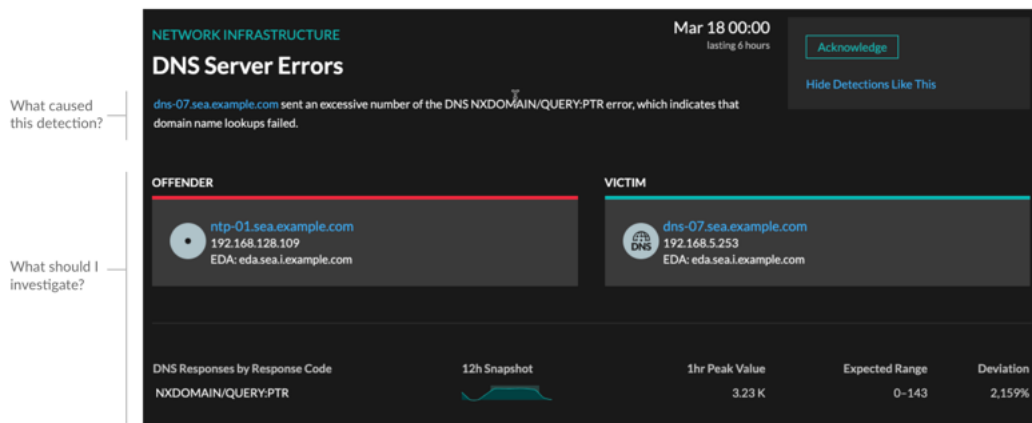 NETWORK INFRASTRUCTURE
DNS Server Errors
Mar 18 00:00
lasting 6 hours
Acknowledge
Hide Detections Like This
What caused
this detection?
dns-07.sea.example.com sent an excessive number of the DNS NXDOMAIN/QUERY:PTR error, which indicates that
domain name lookups failed.
What should I
investigate?
OFFENDER
ntp-01.sea.example.com
192.168.128.109
EDA: eda.sea.i.example.com
VICTIM
DNS
dns-07.sea.example.com
192.168.5.253
EDA: eda.sea.i.example.com
DNS Responses by Response Code 12h Snapshot 1hr Peak Value Expected Range Deviation
NXDOMAIN/QUERY:PTR 3.23 K 0–143 2,159%